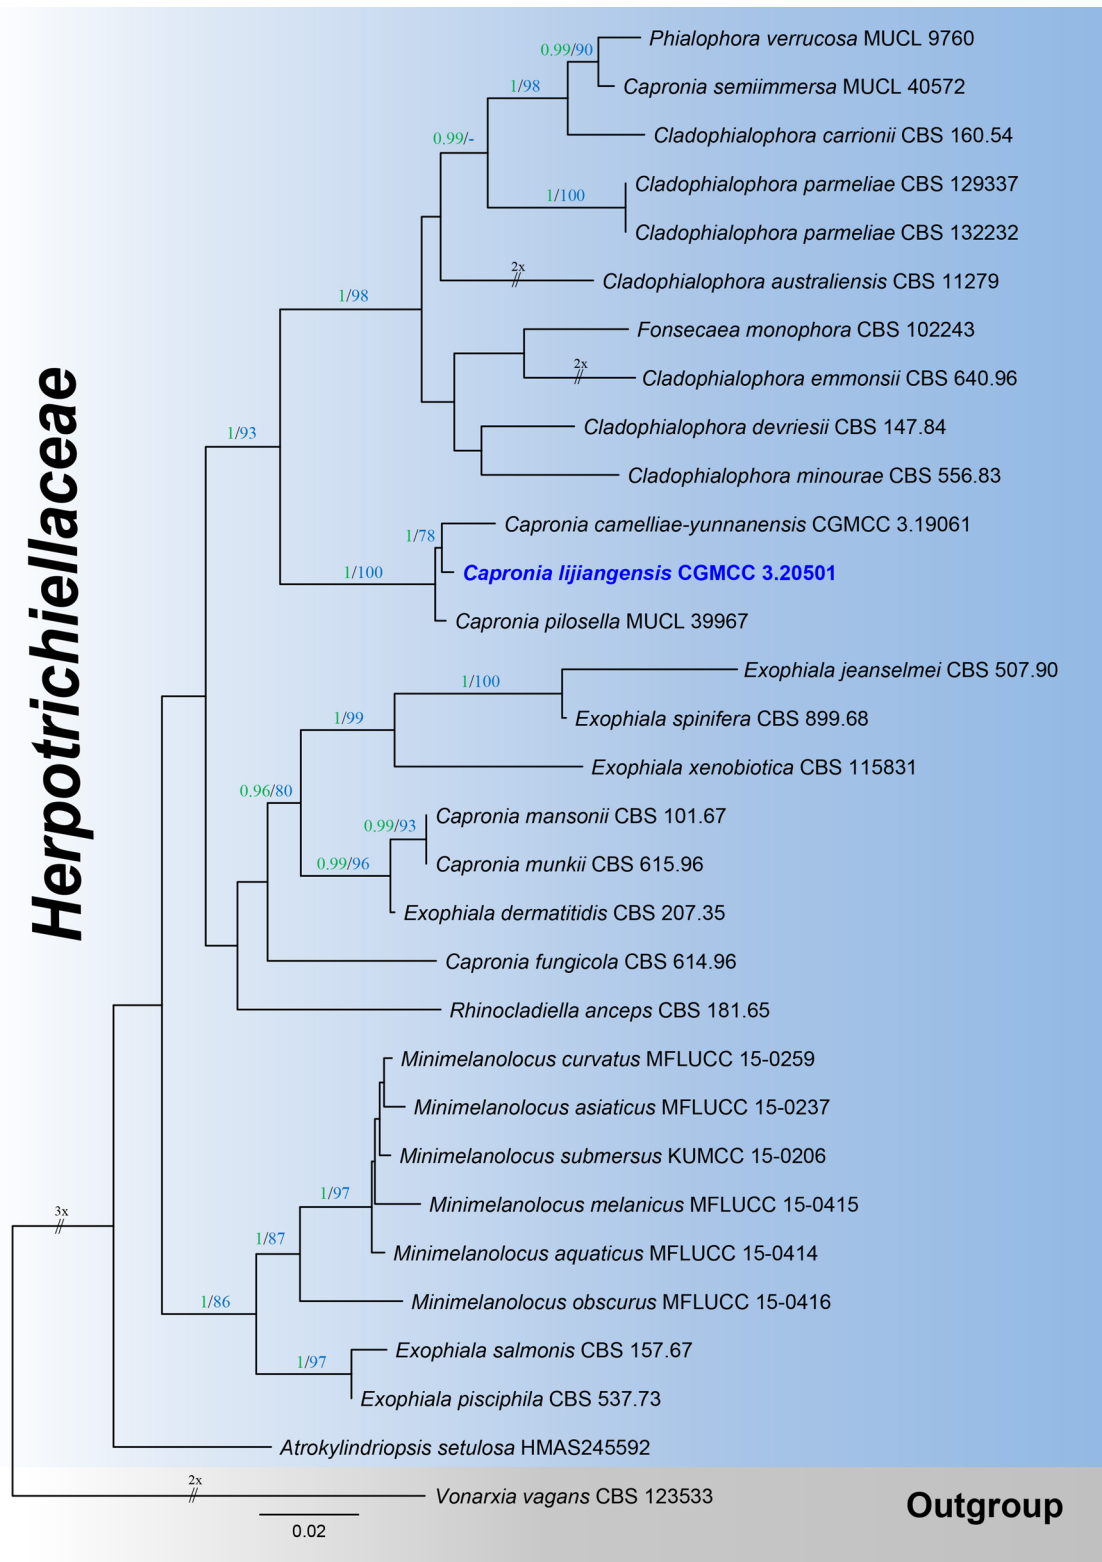 Herpotrichiellaceae
0.99/90
Phialophora verrucosa MUCL 9760
1/98
Capronia semiimmersa MUCL 40572
0.99/-
Cladophialophora carrionii CBS 160.54
1/100
Cladophialophora parmeliae CBS 129337
Cladophialophora parmeliae CBS 132232
2x
Cladophialophora australiensis CBS 11279
1/98
Fonsecaea monophora CBS 102243
2x
Cladophialophora emmonsii CBS 640.96
1/93
Cladophialophora devriesii CBS 147.84
Cladophialophora minourae CBS 556.83
Capronia camelliae-yunnanensis CGMCC 3.19061
1/78
1/100
Capronia lijiangensis CGMCC 3.20501
Capronia pilosella MUCL 39967
Exophiala jeanselmei CBS 507.90
1/100
Exophiala spinifera CBS 899.68
1/99
Exophiala xenobiotica CBS 115831
0.96/80
Capronia mansonii CBS 101.67
0.99/93
Capronia munkii CBS 615.96
0.99/96
Exophiala dermatitidis CBS 207.35
Capronia fungicola CBS 614.96
Rhinocladiella anceps CBS 181.65
Minimelanolocus curvatus MFLUCC 15-0259
Minimelanolocus asiaticus MFLUCC 15-0237
Minimelanolocus submersus KUMCC 15-0206
1/97
Minimelanolocus melanicus MFLUCC 15-0415
3x
1/87
Minimelanolocus aquaticus MFLUCC 15-0414
1/86
Minimelanolocus obscurus MFLUCC 15-0416
Exophiala salmonis CBS 157.67
1/97
Exophiala pisciphila CBS 537.73
Atrokylindriopsis setulosa HMAS245592
2x
Vonarxia vagans CBS 123533
Outgroup
0.02